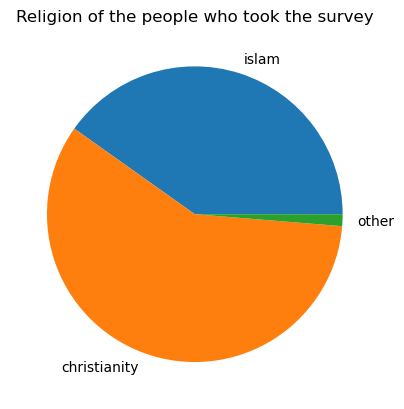 Religion of the people who took the survey
islam
other
christianity